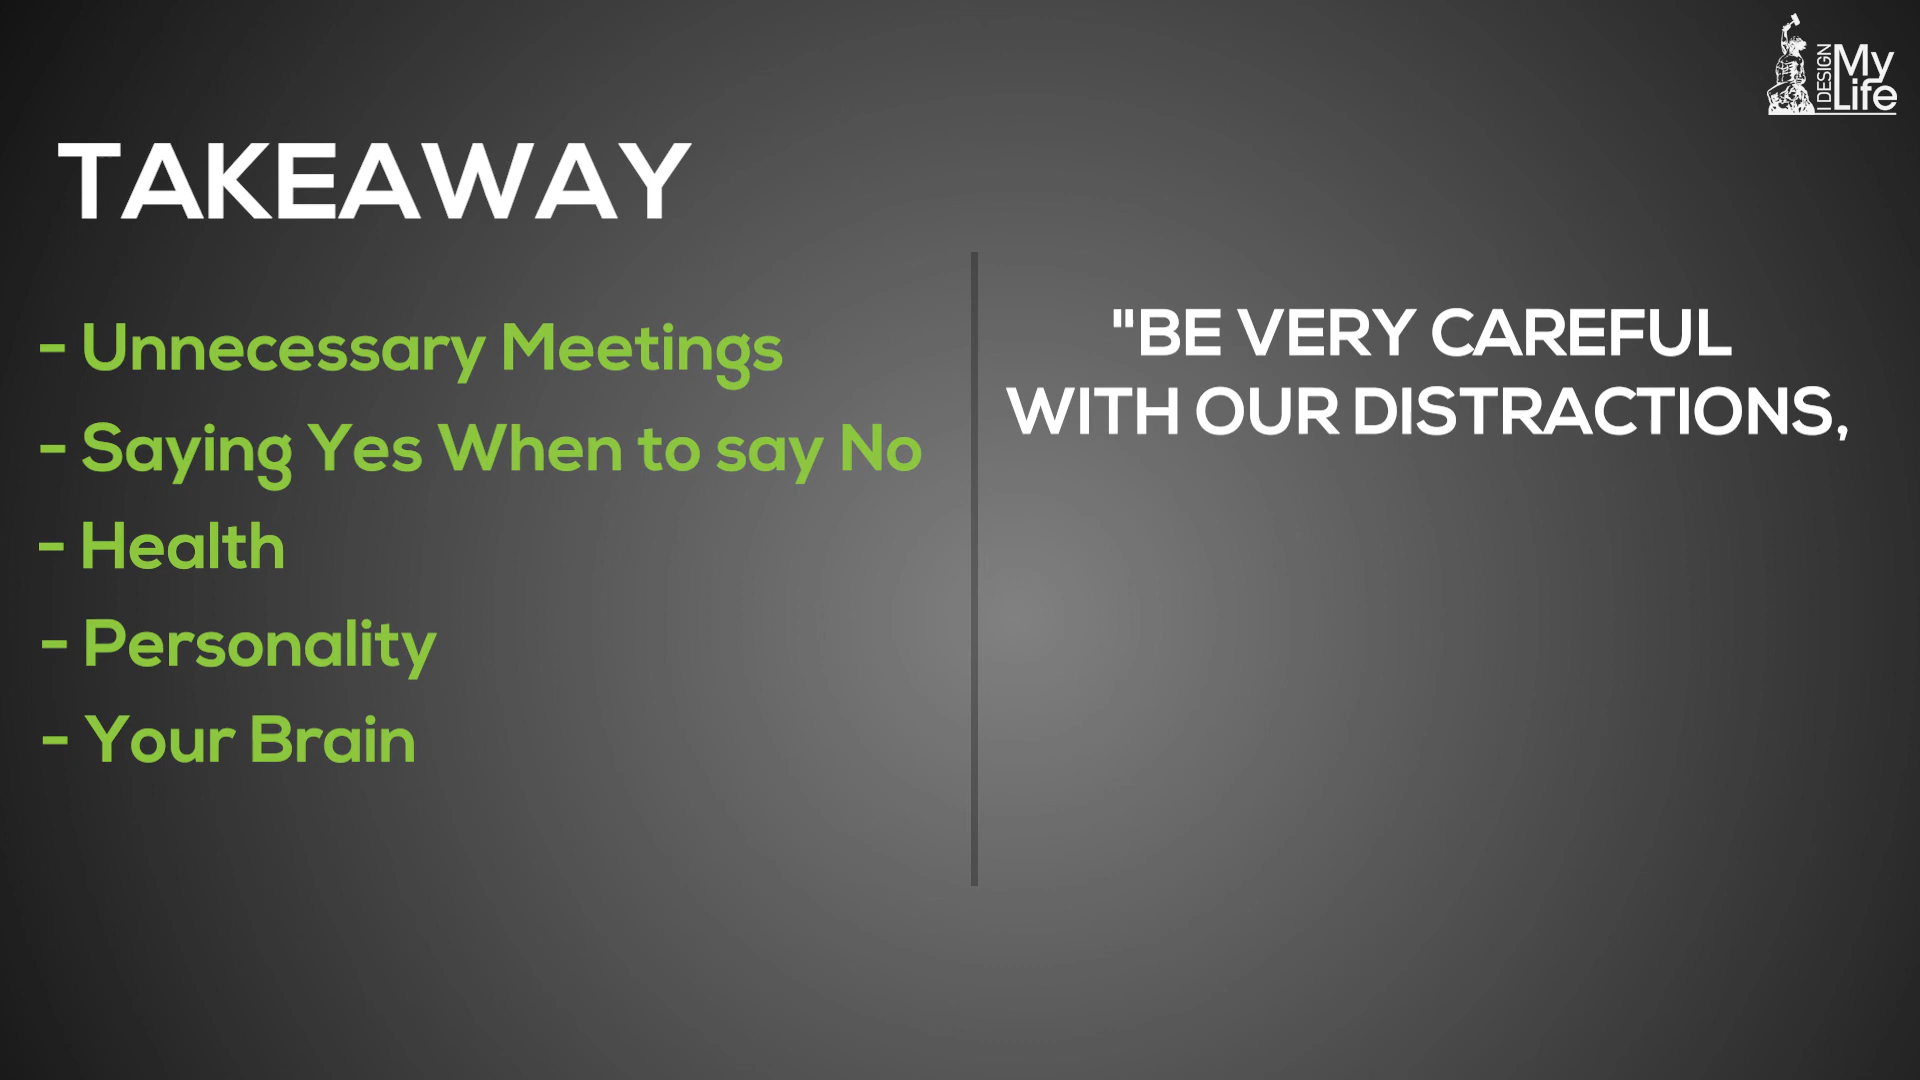 I DESIGN
My
Life
TAKEAWAY
- Unnecessary Meetings
- Saying Yes When to say No
- Health
- Personality
- Your Brain
"BE VERY CAREFUL
WITH OUR DISTRACTIONS,